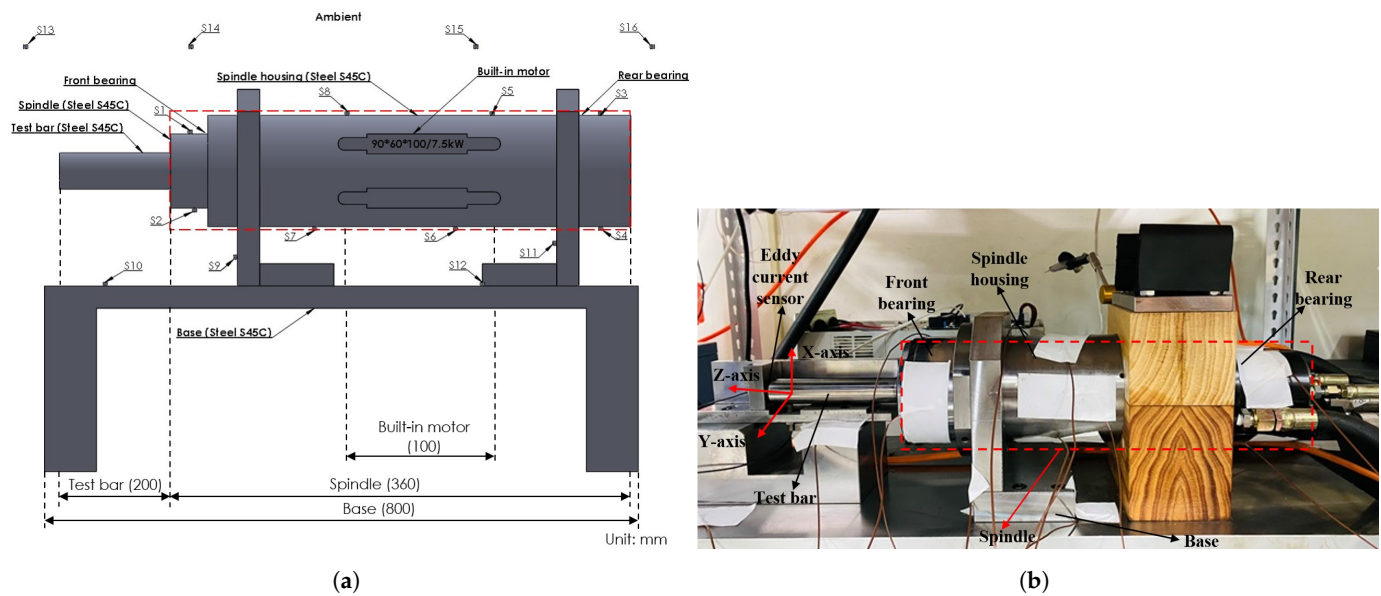 Ambient
S13
S14
S15
S16
Front bearing
Spindle housing (Steel S45C)
Built-in motor
Rear bearing
Spindle (Steel S45C)
S1
S8
S5
S3
Test bar (Steel S45C)
90*60*100/7.5kW
S2
S7
S6
S4
S9
S11
S10
S12
Base (Steel S45C)
Built-in motor
(100)
Test bar (200)
Spindle (360)
Base (800)
Unit: mm
(a)
Eddy
current
sensor
Front
bearing
Spindle
housing
Rear
bearing
X-axis
Z-axis
Y-axis
Test bar
Spindle
Base
(b)